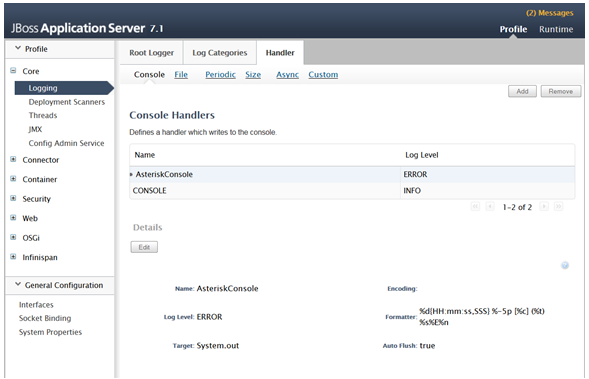 (2) Messages
JBoss Application Server 7.1
Profile Runtime
Profile
Core
Logging
Deployment Scanners
Threads
JMX
Config Admin Service
Connector
Container
Security
Web
OSGi
Infinispan
General Configuration
Interfaces
Socket Binding
System Properties
Root Logger Log Categories Handler
Console File Periodic Size Async Custom
Add Remove
Console Handlers
Defines a handler which writes to the console.
Name Log Level
AsteriskConsole ERROR
CONSOLE INFO
1-2 of 2
Details
Edit
Name: AsteriskConsole Encoding:
Log Level: ERROR Formatter: %d{HH:mm:ss,SSS} %-5p [%c] (%t)
%s%E%n
Target: System.out Auto Flush: true